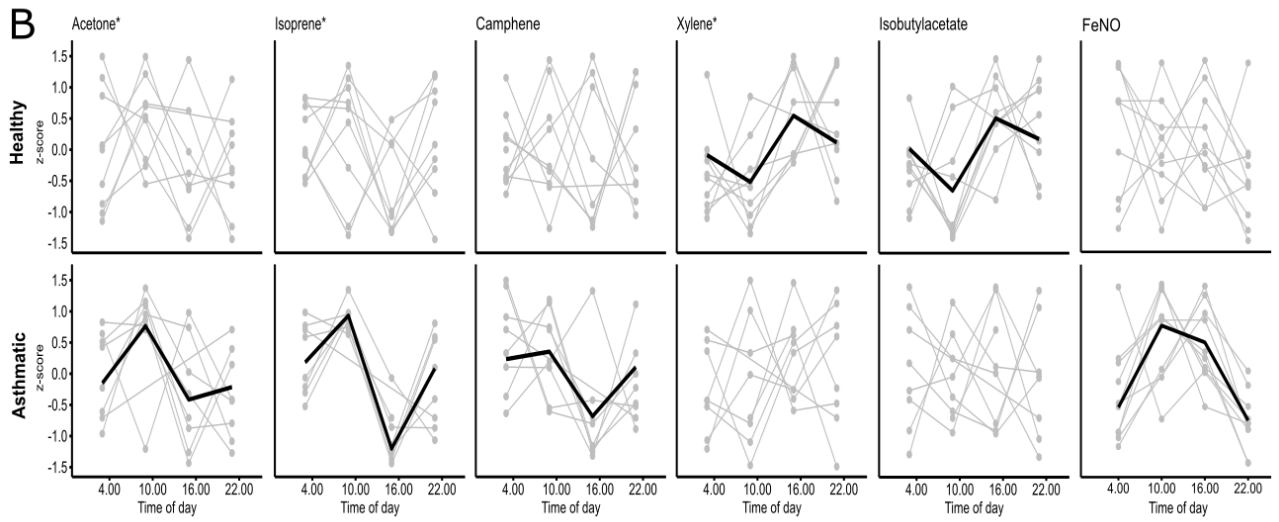 B
Acetone* Isoprene* Camphene Xylene* Isobutylacetate FeNO
Healthy
z-score
1.5
1.0
0.5
0.0
-0.5
-1.0
-1.5
Asthmatic
z-score
1.5
1.0
0.5
0.0
-0.5
-1.0
-1.5
4.00 10.00 16.00 22.00 4.00 10.00 16.00 22.00 4.00 10.00 16.00 22.00 4.00 10.00 16.00 22.00 4.00 10.00 16.00 22.00 4.00 10.00 16.00 22.00
Time of day Time of day Time of day Time of day Time of day Time of day